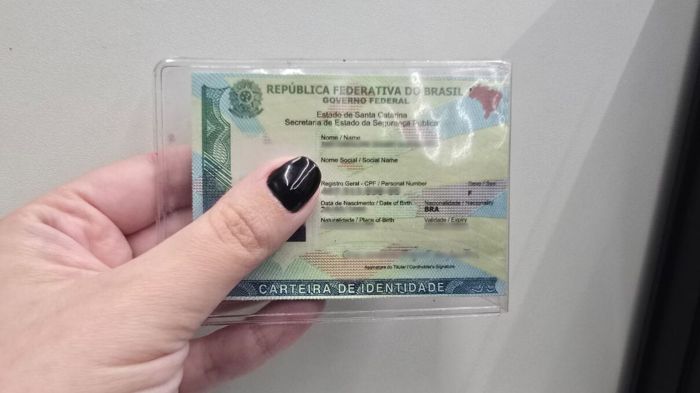 REPÚBLICA FEDERATIVA DO BRASIL
GOVERNO FEDERAL
Estado de Santa Catarina
Secretaria de Estado da Segurança Pública
Nome / Name
Nome Social / Social Name
Registro Geral - CPF / Personal Number Sexo / Sex
F
Data de Nascimento / Date of Birth Nacionalidade / Nationality
BRA
Naturalidade / Place of Birth Validade / Expiry
Assinatura do Titular / Cardholder's Signature
CARTEIRA DE IDENTIDADE